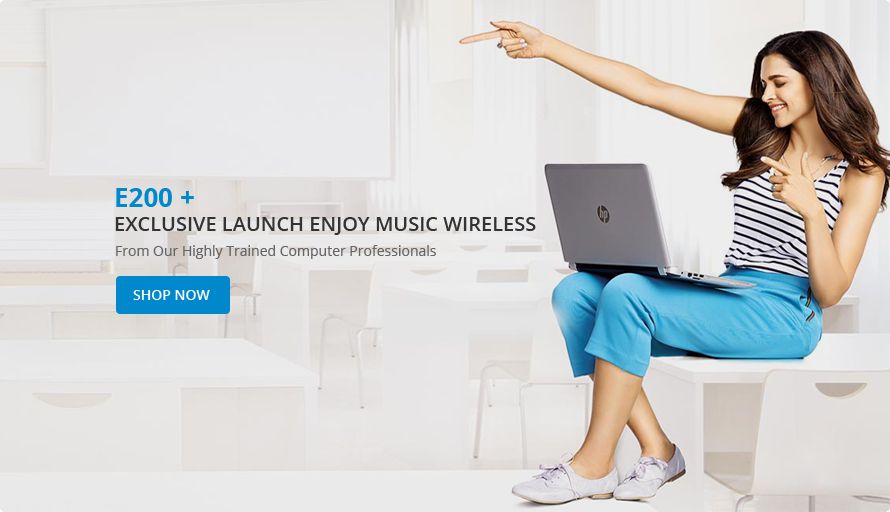 E200 +
EXCLUSIVE LAUNCH ENJOY MUSIC WIRELESS
From Our Highly Trained Computer Professionals
SHOP NOW
hp